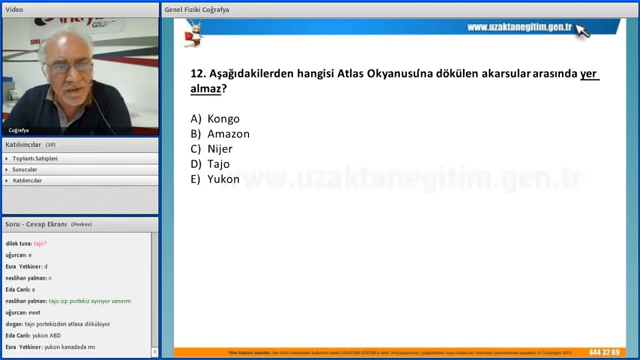 Video
Genel Fiziki Coğrafya
www.uzaktanegitim.gen.tr
12. Aşağıdakilerden hangisi Atlas Okyanusu'na dökülen akarsular arasında yer
almaz?
A) Kongo
B) Amazon
C) Nijer
D) Tajo
E) Yukon
www.uzaktanegitim.gen.tr
Coğrafya
Katılımcılar (19)
Toplantı Sahipleri
Sunucular
Katılımcılar
Soru - Cevap Ekranı (Herkes)
dilek tuna: tajo?
uğurcan: e
Esra Yetkiner: d
neslihan yalman: e
Eda Canlı: e
neslihan yalman: tajo isp portekiz ayırıyor sanırım
uğurcan: ewet
dogan: tajo portekizden atlasa dökülüyor
Eda Canlı: yukon ABD
Esra Yetkiner: yukon kanadada mı
444 32 69